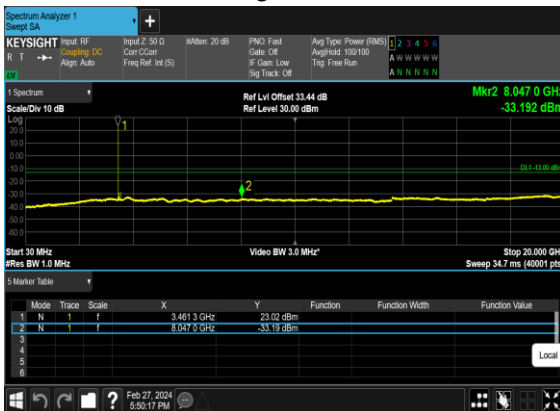 Spectrum Analyzer 1
Swept SA
+
KEYSIGHT Input: RF Input Z: 50 Ω #Atten: 20 dB PNO: Fast Avg Type: Power (RMS) 1 2 3 4 5 6
R T Coupling: DC Corr CCorr Gate: Off Avg|Hold: 100/100 A W W W W W
Align: Auto Freq Ref: Int (S) IF Gain: Low Trig: Free Run
LV Sig Track: Off A N N N N N
1 Spectrum Ref Lvl Offset 33.44 dB Mkr2 8.047 0 GHz
Scale/Div 10 dB Ref Level 30.00 dBm -33.192 dBm
Log
20.0
10.0
0.00
-10.0
-20.0
-30.0
-40.0
-50.0
-60.0
1
2
DL1 -13.00 dBm
Start 30 MHz Video BW 3.0 MHz* Stop 20.000 GHz
#Res BW 1.0 MHz Sweep 34.7 ms (40001 pts)
5 Marker Table
Mode Trace Scale X Y Function Function Width Function Value
1 N 1 f 3.461 3 GHz 23.02 dBm
2 N 1 f 8.047 0 GHz -33.19 dBm
3
4
5
6
Local
? Feb 27, 2024
5:50:17 PM